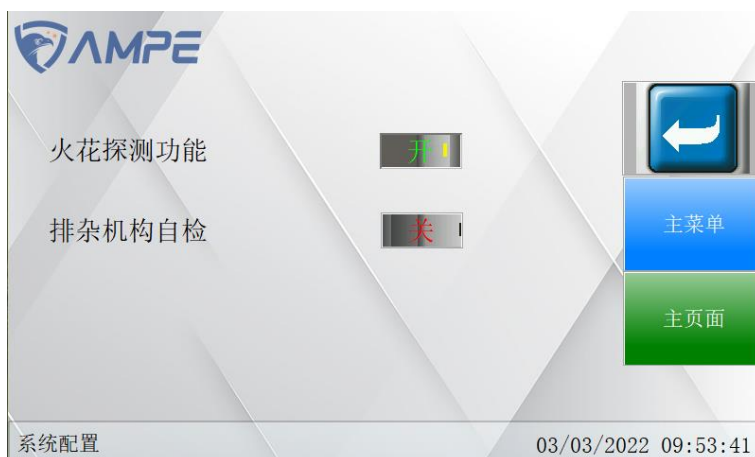 AMPE
火花探测功能 开
排杂机构自检 关
主菜单
主页面
系统配置 03/03/2022 09:53:41